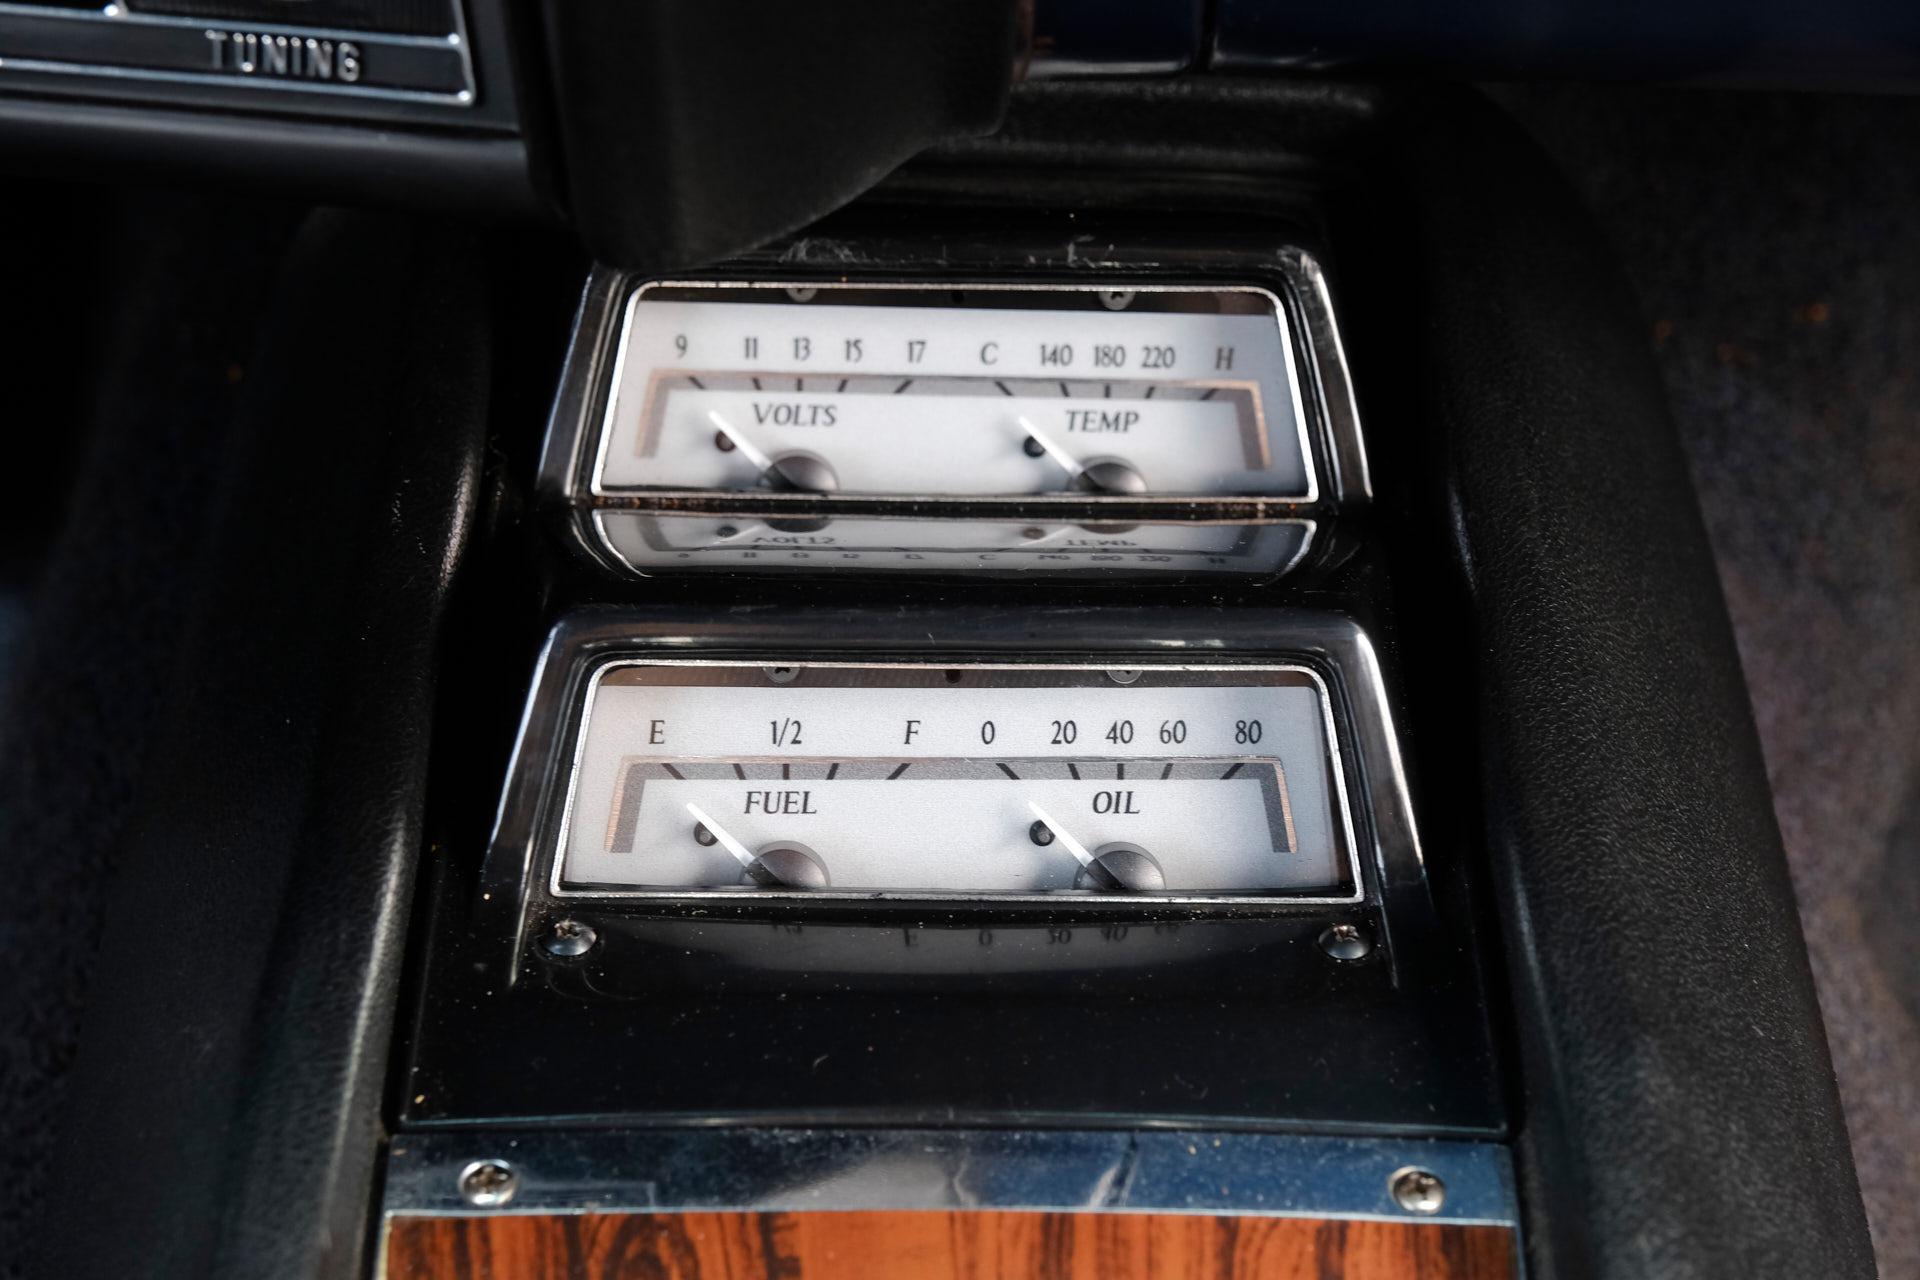 TUNING
9 11 13 15 17 C 140 180 220 H
VOLTS TEMP
E 1/2 F 0 20 40 60 80
FUEL OIL